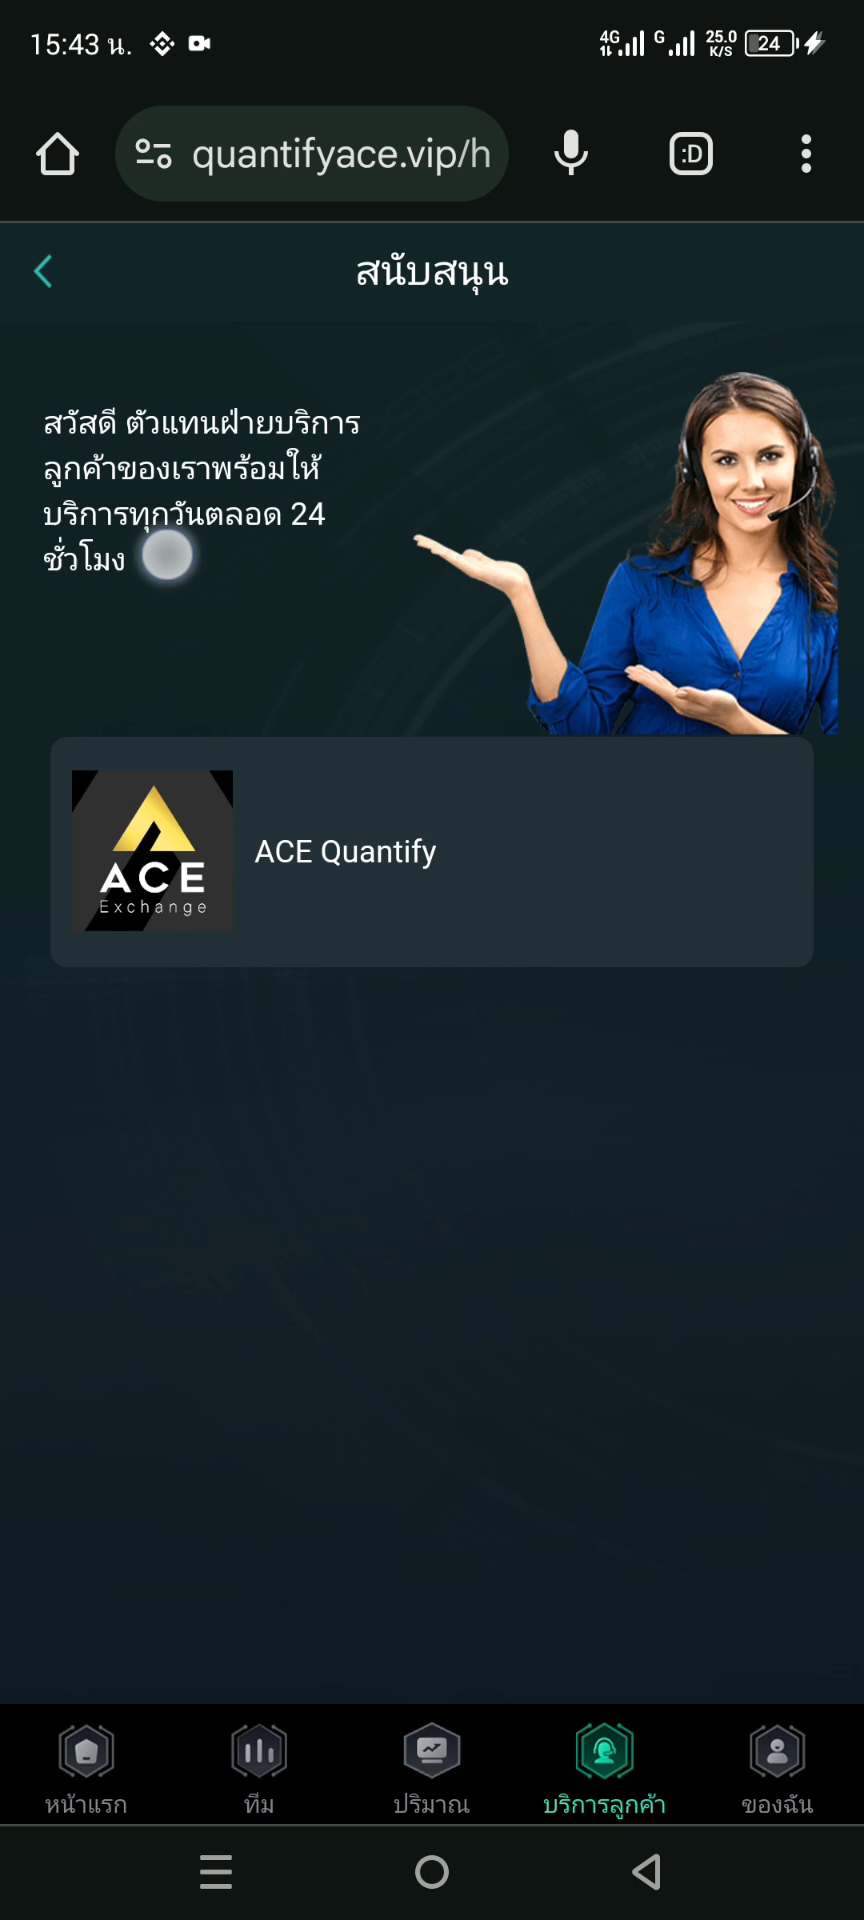 15:43 น.
4G G 25.0 K/S 24
quantifyace.vip/h
:D
สนับสนุน
สวัสดี ตัวแทนฝ่ายบริการ
ลูกค้าของเราพร้อมให้
บริการทุกวันตลอด 24
ชั่วโมง
ACE
Exchange
ACE Quantify
หน้าแรก ทีม ปริมาณ บริการลูกค้า ของฉัน